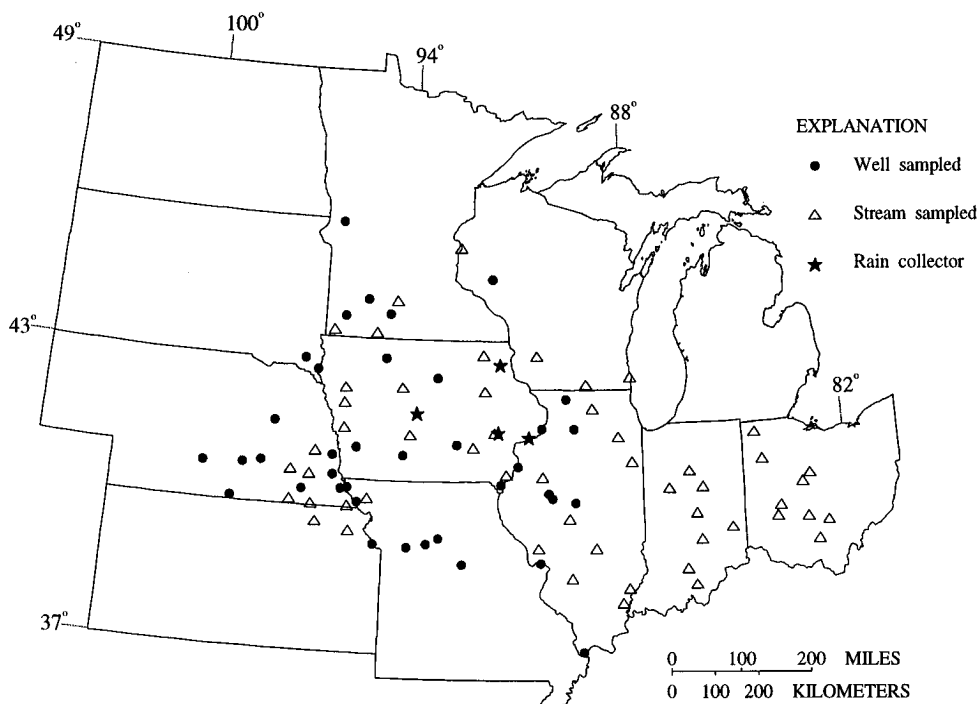 49°
100°
94°
88°
EXPLANATION
Well sampled
Stream sampled
Rain collector
43°
82°
37°
0 100 200 MILES
0 100 200 KILOMETERS